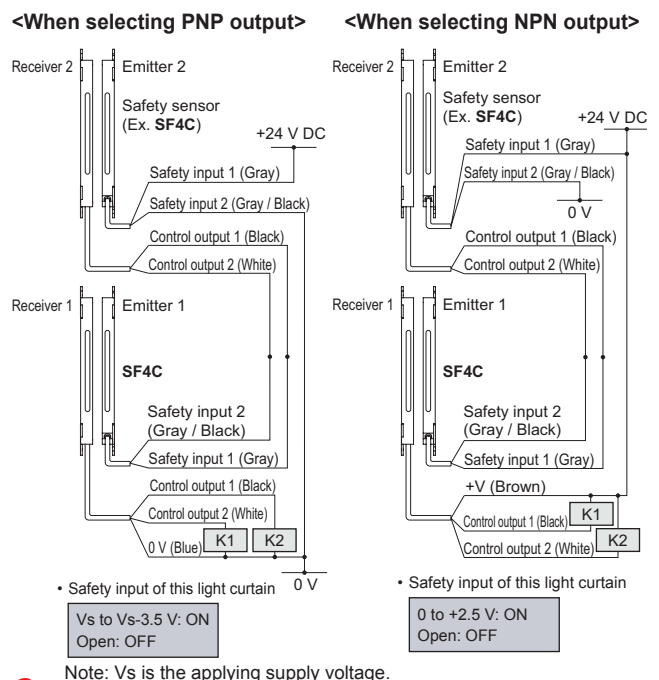 <When selecting PNP output>
Receiver 2
Emitter 2
Safety sensor
(Ex. SF4C)
+24 V DC
Safety input 1 (Gray)
Safety input 2 (Gray / Black)
Control output 1 (Black)
Control output 2 (White)
Receiver 1
Emitter 1
SF4C
Safety input 2
(Gray / Black)
Safety input 1 (Gray)
Control output 1 (Black)
Control output 2 (White)
0 V (Blue)
K1
K2
0 V
• Safety input of this light curtain
Vs to Vs-3.5 V: ON
Open: OFF
<When selecting NPN output>
Receiver 2
Emitter 2
Safety sensor
(Ex. SF4C)
+24 V DC
Safety input 1 (Gray)
Safety input 2 (Gray / Black)
0 V
Control output 1 (Black)
Control output 2 (White)
Receiver 1
Emitter 1
SF4C
Safety input 2
(Gray / Black)
Safety input 1 (Gray)
+V (Brown)
Control output 1 (Black)
K1
Control output 2 (White)
K2
• Safety input of this light curtain
0 to +2.5 V: ON
Open: OFF
Note: Vs is the applying supply voltage.